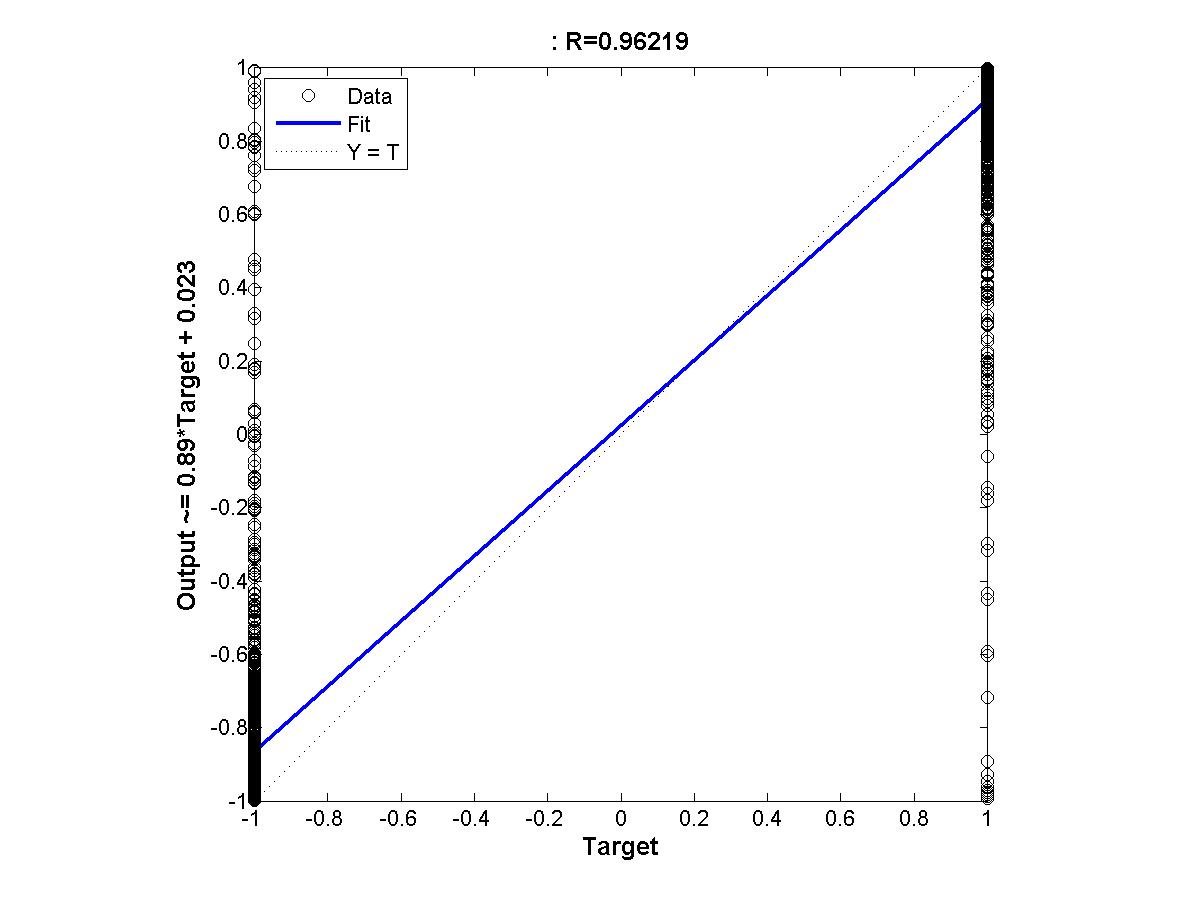 : R=0.96219
Data
Fit
Y = T
1
0.8
0.6
0.4
0.2
0
-0.2
-0.4
-0.6
-0.8
-1
Output ~= 0.89*Target + 0.023
-1 -0.8 -0.6 -0.4 -0.2 0 0.2 0.4 0.6 0.8 1
Target